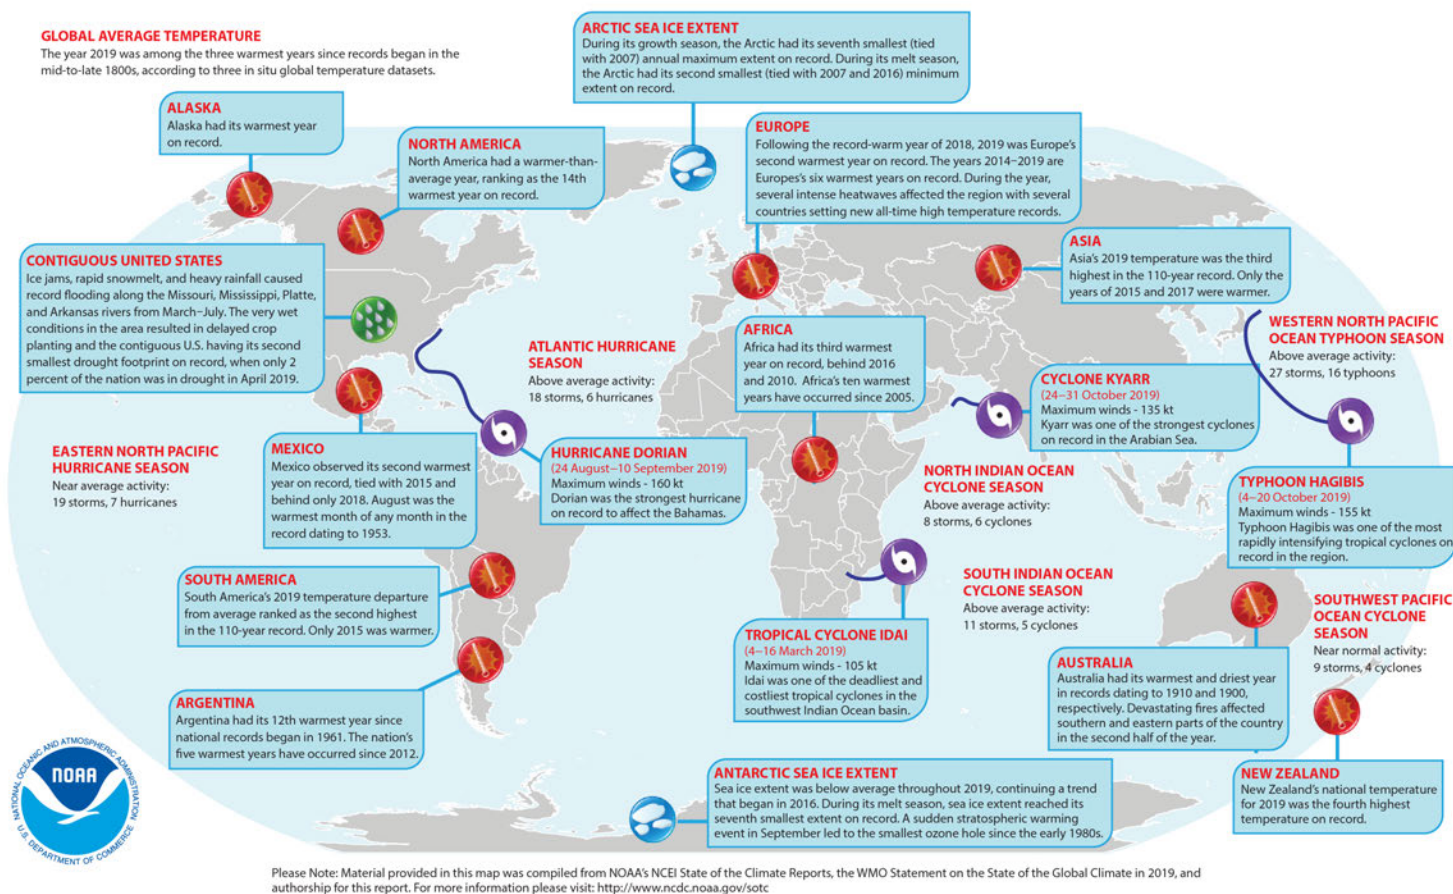 GLOBAL AVERAGE TEMPERATURE
The year 2019 was among the three warmest years since records began in the
mid-to-late 1800s, according to three in situ global temperature datasets.
ARCTIC SEA ICE EXTENT
During its growth season, the Arctic had its seventh smallest (tied
with 2007) annual maximum extent on record. During its melt season,
the Arctic had its second smallest (tied with 2007 and 2016) minimum
extent on record.
ALASKA
Alaska had its warmest year
on record.
NORTH AMERICA
North America had a warmer-than-
average year, ranking as the 14th
warmest year on record.
EUROPE
Following the record-warm year of 2018, 2019 was Europe's
second warmest year on record. The years 2014–2019 are
Europes's six warmest years on record. During the year,
several intense heatwaves affected the region with several
countries setting new all-time high temperature records.
ASIA
Asia's 2019 temperature was the third
highest in the 110-year record. Only the
years of 2015 and 2017 were warmer.
CONTIGUOUS UNITED STATES
Ice jams, rapid snowmelt, and heavy rainfall caused
record flooding along the Missouri, Mississippi, Platte,
and Arkansas rivers from March–July. The very wet
conditions in the area resulted in delayed crop
planting and the contiguous U.S. having its second
smallest drought footprint on record, when only 2
percent of the nation was in drought in April 2019.
ATLANTIC HURRICANE
SEASON
Above average activity:
18 storms, 6 hurricanes
AFRICA
Africa had its third warmest
year on record, behind 2016
and 2010. Africa's ten warmest
years have occurred since 2005.
CYCLONE KYARR
(24–31 October 2019)
Maximum winds - 135 kt
Kyarr was one of the strongest cyclones
on record in the Arabian Sea.
WESTERN NORTH PACIFIC
OCEAN TYPHOON SEASON
Above average activity:
27 storms, 16 typhoons
EASTERN NORTH PACIFIC
HURRICANE SEASON
Near average activity:
19 storms, 7 hurricanes
MEXICO
Mexico observed its second warmest
year on record, tied with 2015 and
behind only 2018. August was the
warmest month of any month in the
record dating to 1953.
HURRICANE DORIAN
(24 August–10 September 2019)
Maximum winds - 160 kt
Dorian was the strongest hurricane
on record to affect the Bahamas.
NORTH INDIAN OCEAN
CYCLONE SEASON
Above average activity:
8 storms, 6 cyclones
TYPHOON HAGIBIS
(4–20 October 2019)
Maximum winds - 155 kt
Typhoon Hagibis was one of the most
rapidly intensifying tropical cyclones on
record in the region.
SOUTH AMERICA
South America's 2019 temperature departure
from average ranked as the second highest
in the 110-year record. Only 2015 was warmer.
SOUTH INDIAN OCEAN
CYCLONE SEASON
Above average activity:
11 storms, 5 cyclones
SOUTHWEST PACIFIC
OCEAN CYCLONE
SEASON
Near normal activity:
9 storms, 4 cyclones
TROPICAL CYCLONE IDAI
(4–16 March 2019)
Maximum winds - 105 kt
Idai was one of the deadliest and
costliest tropical cyclones in the
southwest Indian Ocean basin.
AUSTRALIA
Australia had its warmest and driest year
in records dating to 1910 and 1900,
respectively. Devastating fires affected
southern and eastern parts of the country
in the second half of the year.
ARGENTINA
Argentina had its 12th warmest year since
national records began in 1961. The nation's
five warmest years have occurred since 2012.
ANTARCTIC SEA ICE EXTENT
Sea ice extent was below average throughout 2019, continuing a trend
that began in 2016. During its melt season, sea ice extent reached its
seventh smallest extent on record. A sudden stratospheric warming
event in September led to the smallest ozone hole since the early 1980s.
NEW ZEALAND
New Zealand's national temperature
for 2019 was the fourth highest
temperature on record.
NATIONAL OCEANIC AND ATMOSPHERIC ADMINISTRATION
NOAA
U.S. DEPARTMENT OF COMMERCE
Please Note: Material provided in this map was compiled from NOAA's NCEI State of the Climate Reports, the WMO Statement on the State of the Global Climate in 2019, and
authorship for this report. For more information please visit: http://www.ncdc.noaa.gov/sotc